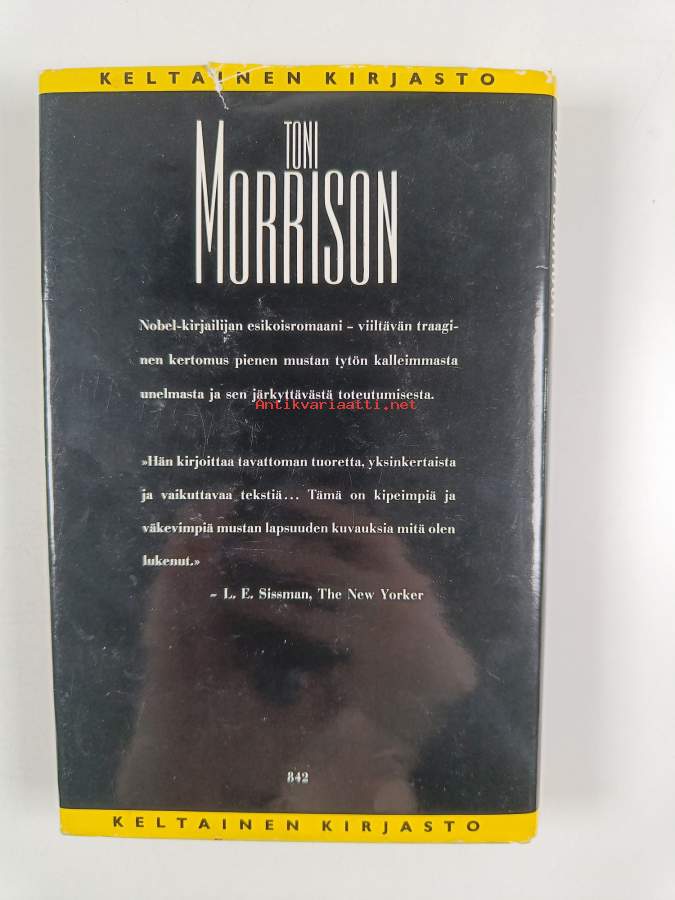 KELTAINEN KIRJASTO
TONI
MORRISON
Nobel-kirjailijan esikoisromaani – viiltävän traagi-
nen kertomus pienen mustan tytön kalleimmasta
unelmasta ja sen järkyttävästä toteutumisesta.
Antikvariaatti.net
»Hän kirjoittaa tavattoman tuoretta, yksinkertaista
ja vaikuttavaa tekstiä... Tämä on kipeimpiä ja
väkevimpiä mustan lapsuuden kuvauksia mitä olen
lukenut.»
– L. E. Sissman, The New Yorker
842
KELTAINEN KIRJASTO